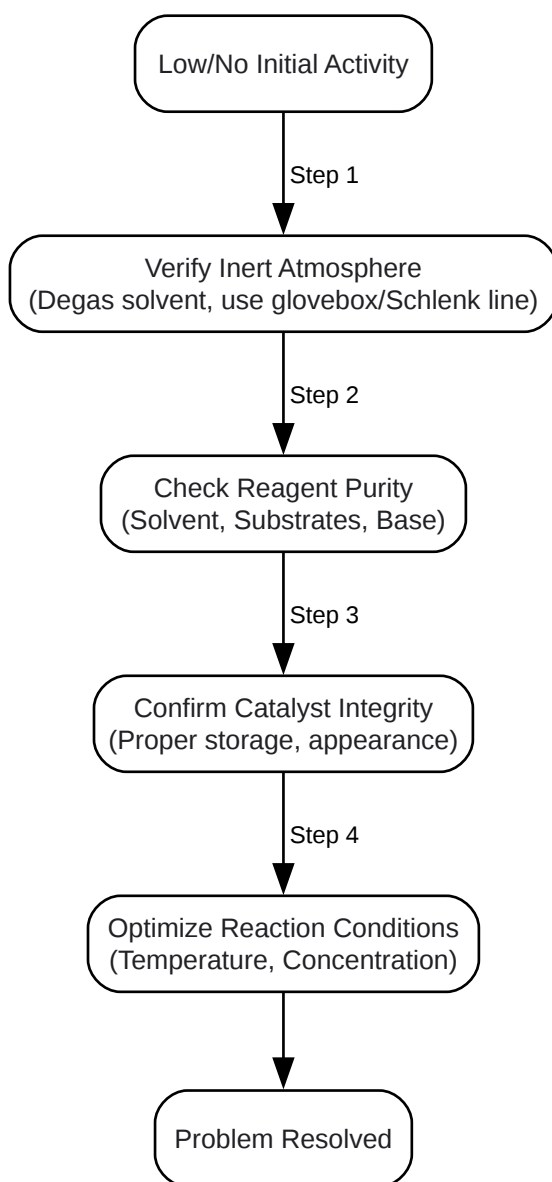 Low/No Initial Activity
Step 1
Verify Inert Atmosphere
(Degas solvent, use glovebox/Schlenk line)
Step 2
Check Reagent Purity
(Solvent, Substrates, Base)
Step 3
Confirm Catalyst Integrity
(Proper storage, appearance)
Step 4
Optimize Reaction Conditions
(Temperature, Concentration)
Problem Resolved